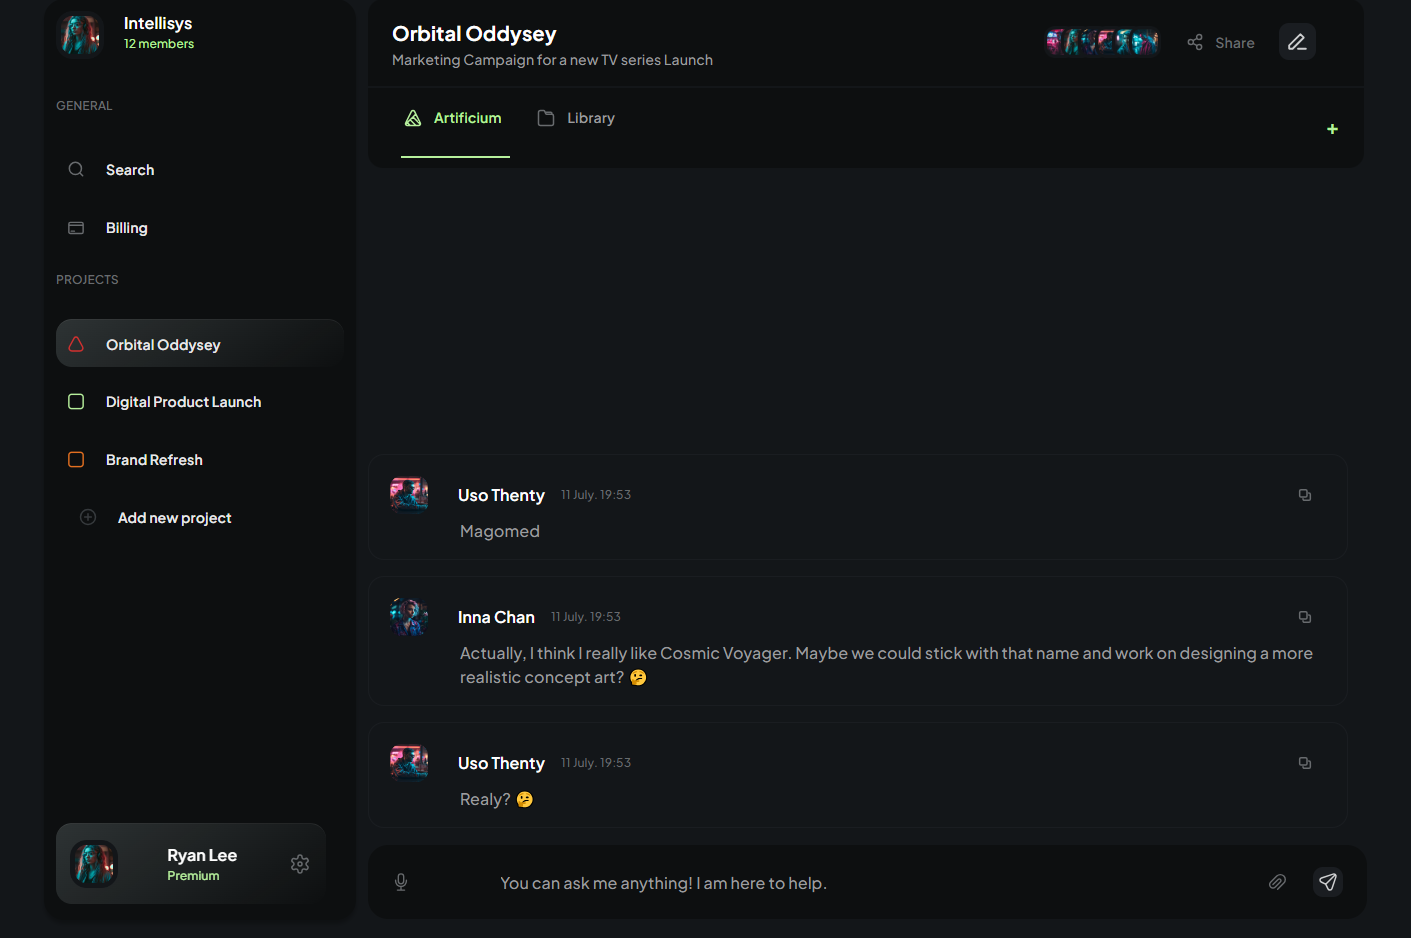 Intellisys
12 members
GENERAL
Search
Billing
PROJECTS
Orbital Oddysey
Digital Product Launch
Brand Refresh
Add new project
Ryan Lee
Premium
Orbital Oddysey
Marketing Campaign for a new TV series Launch
Share
Artificium
Library
+
Uso Thenty 11 July. 19:53
Magomed
Inna Chan 11 July. 19:53
Actually, I think I really like Cosmic Voyager. Maybe we could stick with that name and work on designing a more
realistic concept art? 🤔
Uso Thenty 11 July. 19:53
Realy? 🤔
You can ask me anything! I am here to help.